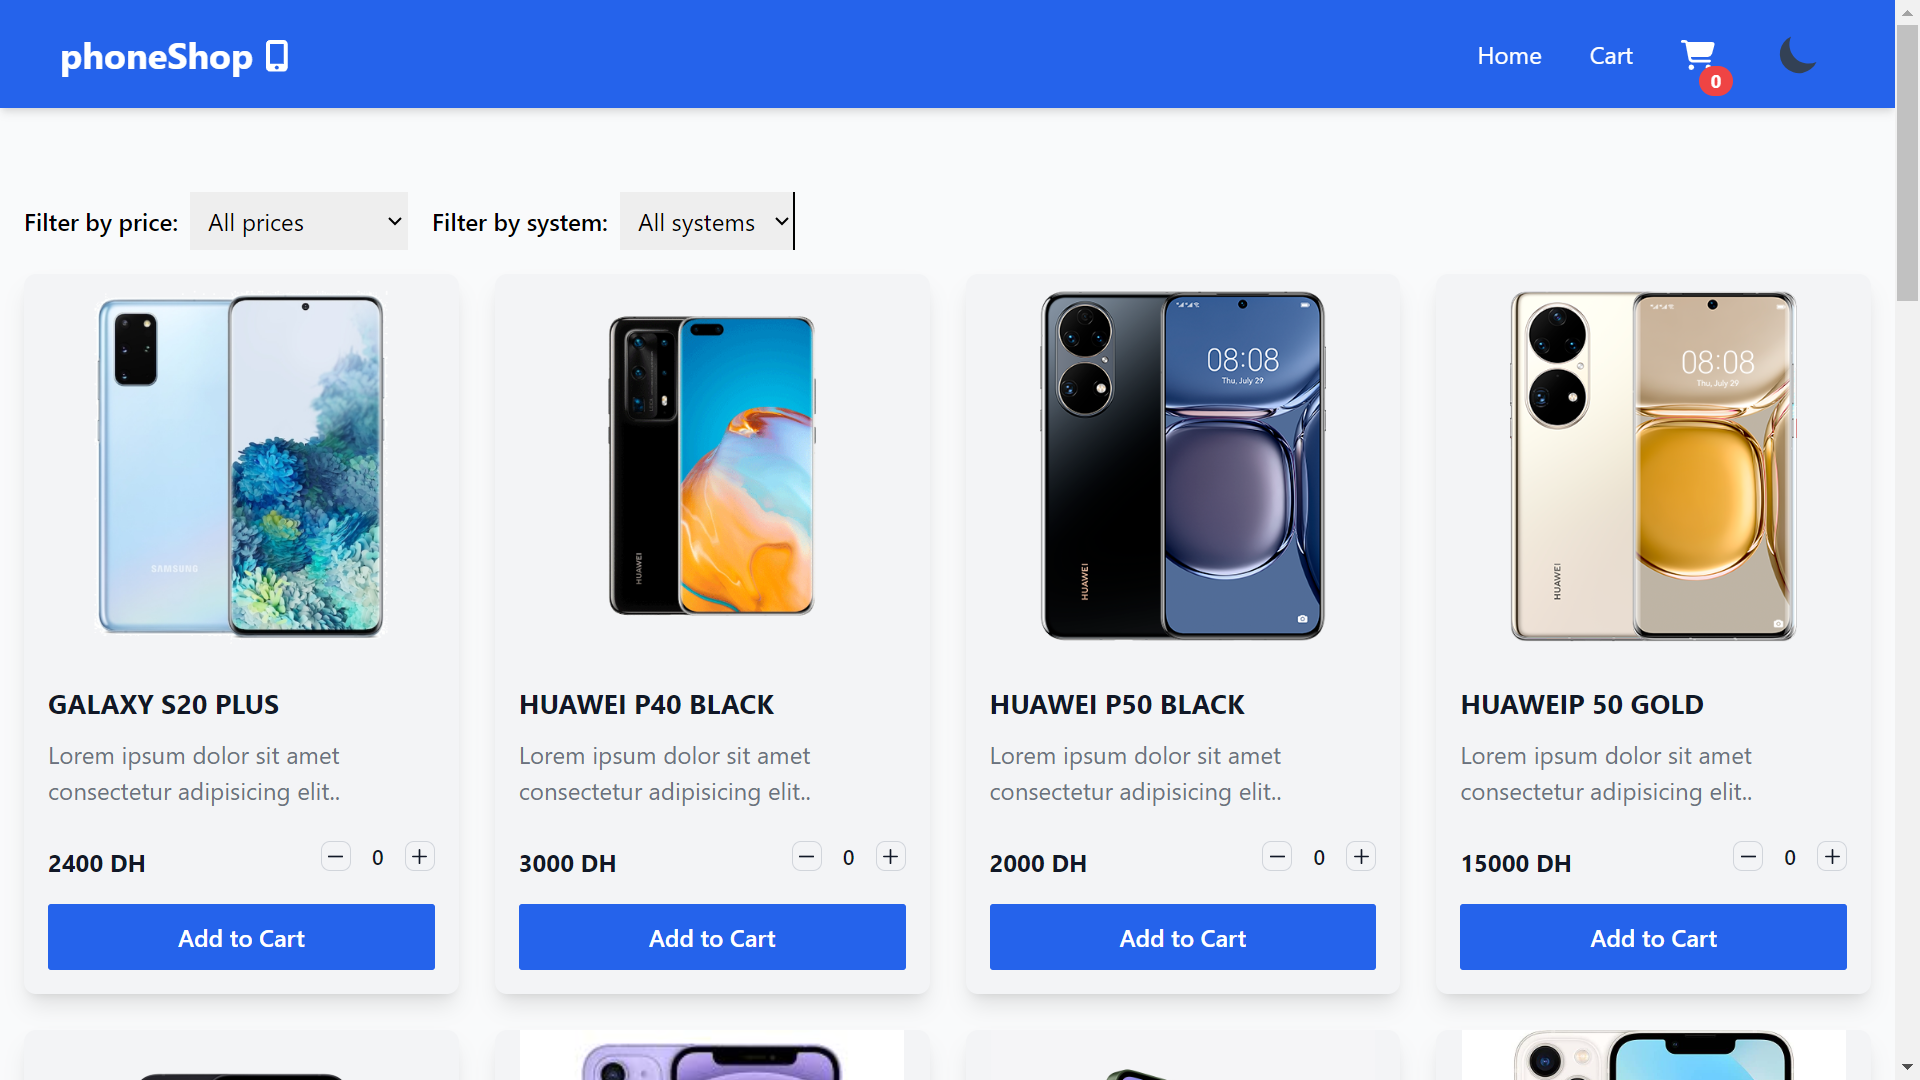 phoneShop
Home
Cart
0
Filter by price:
All prices
Filter by system:
All systems
SAMSUNG
HUAWEI
08:08
Thu, July 29
HUAWEI
08:08
Thu, July 29
HUAWEI
GALAXY S20 PLUS
Lorem ipsum dolor sit amet
consectetur adipisicing elit..
2400 DH
0
Add to Cart
HUAWEI P40 BLACK
Lorem ipsum dolor sit amet
consectetur adipisicing elit..
3000 DH
0
Add to Cart
HUAWEI P50 BLACK
Lorem ipsum dolor sit amet
consectetur adipisicing elit..
2000 DH
0
Add to Cart
HUAWEIP 50 GOLD
Lorem ipsum dolor sit amet
consectetur adipisicing elit..
15000 DH
0
Add to Cart